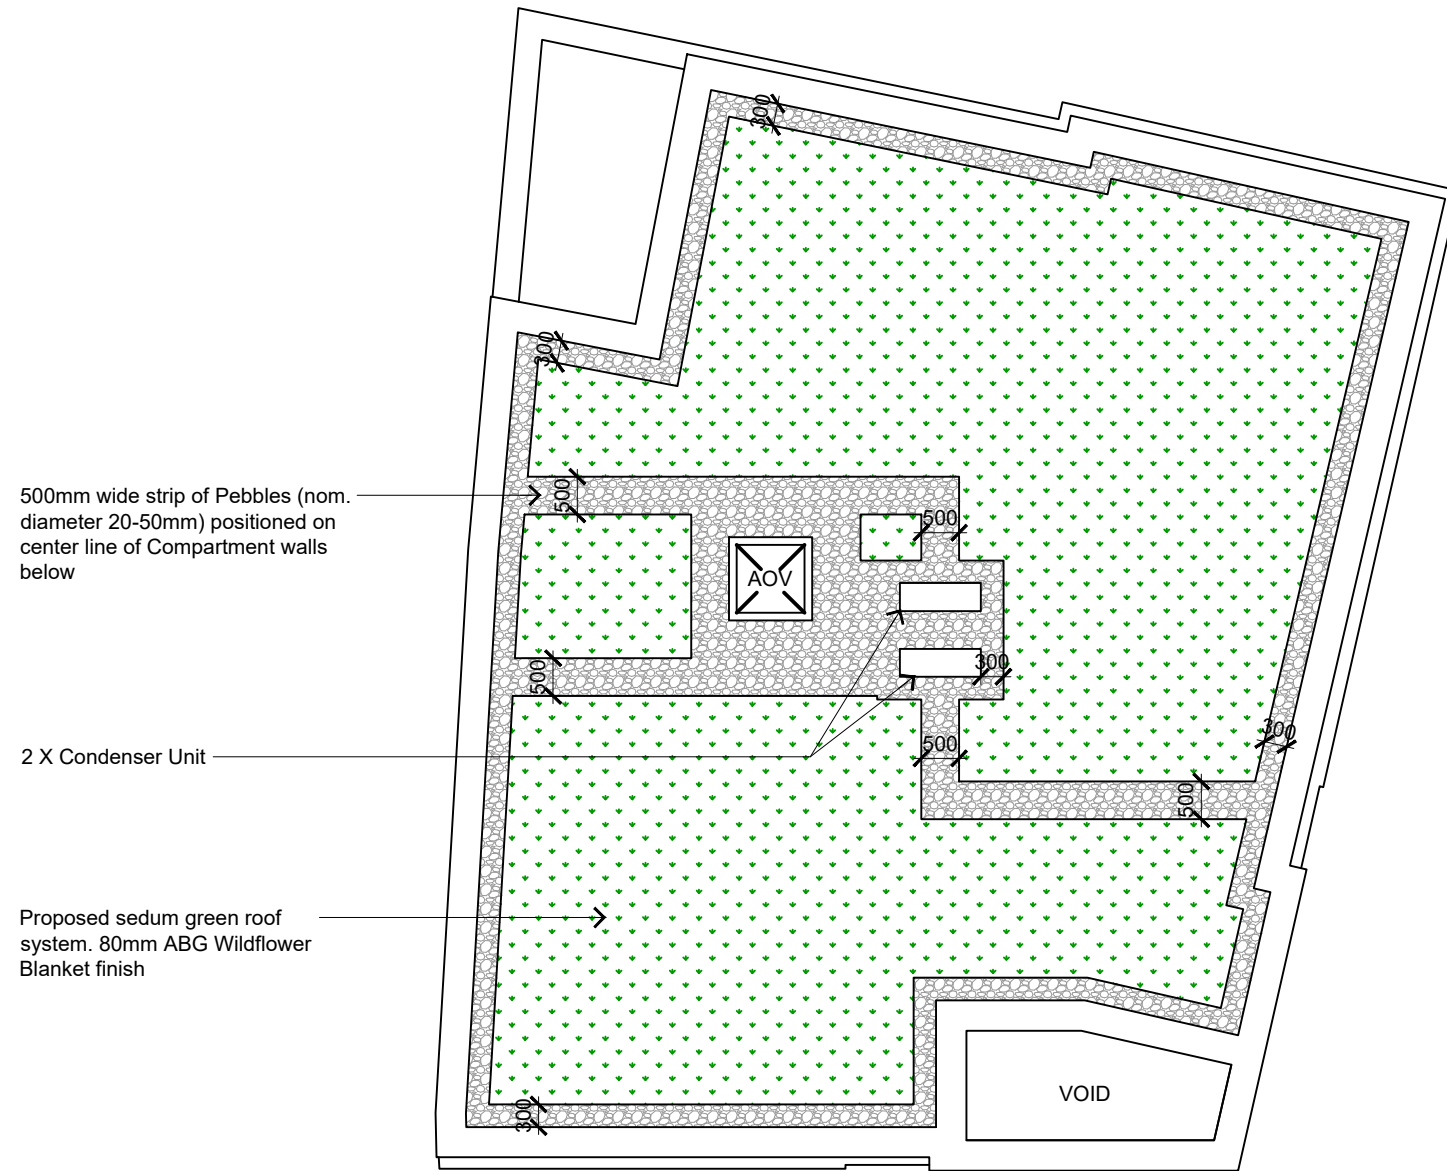 300
300
500mm wide strip of Pebbles (nom.
diameter 20-50mm) positioned on
center line of Compartment walls
below
500
500
AOV
300
500
2 X Condenser Unit
500
300
500
Proposed sedum green roof
system. 80mm ABG Wildflower
Blanket finish
VOID
300